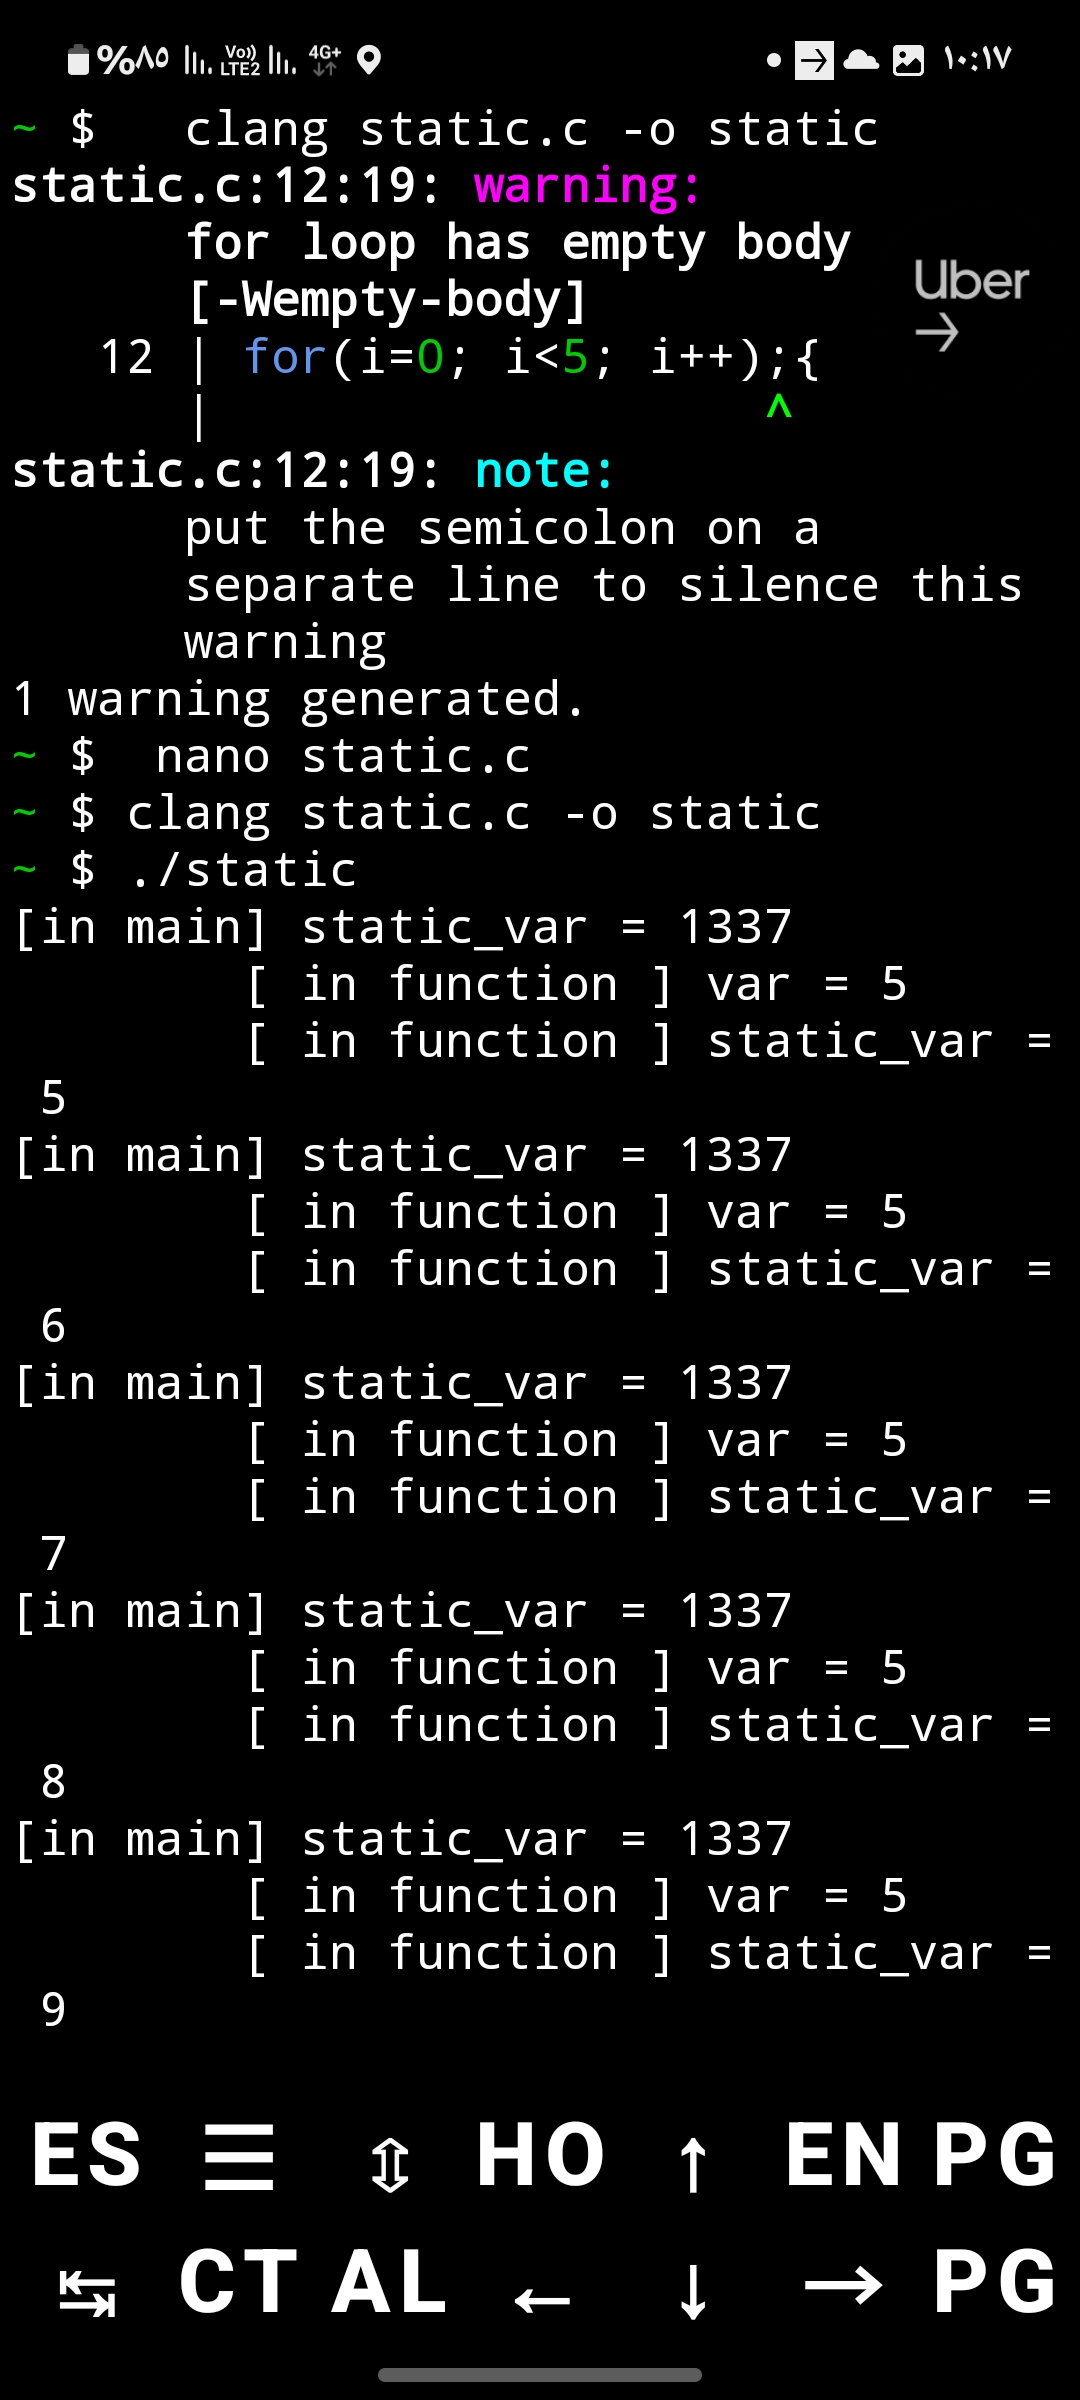 %٨٥ Vo)) LTE2 4G+ ١٠:١٧
~ $   clang static.c -o static
static.c:12:19: warning:
      for loop has empty body
      [-Wempty-body]
   12 | for(i=0; i<5; i++);{
      |                   ^
static.c:12:19: note:
      put the semicolon on a
      separate line to silence this
      warning
1 warning generated.
~ $  nano static.c
~ $ clang static.c -o static
~ $ ./static
[in main] static_var = 1337
        [ in function ] var = 5
        [ in function ] static_var =
 5
[in main] static_var = 1337
        [ in function ] var = 5
        [ in function ] static_var =
 6
[in main] static_var = 1337
        [ in function ] var = 5
        [ in function ] static_var =
 7
[in main] static_var = 1337
        [ in function ] var = 5
        [ in function ] static_var =
 8
[in main] static_var = 1337
        [ in function ] var = 5
        [ in function ] static_var =
 9
Uber
→
ES ☰ ⇳ HO ↑ EN PG
↹ CT AL ← ↓ → PG